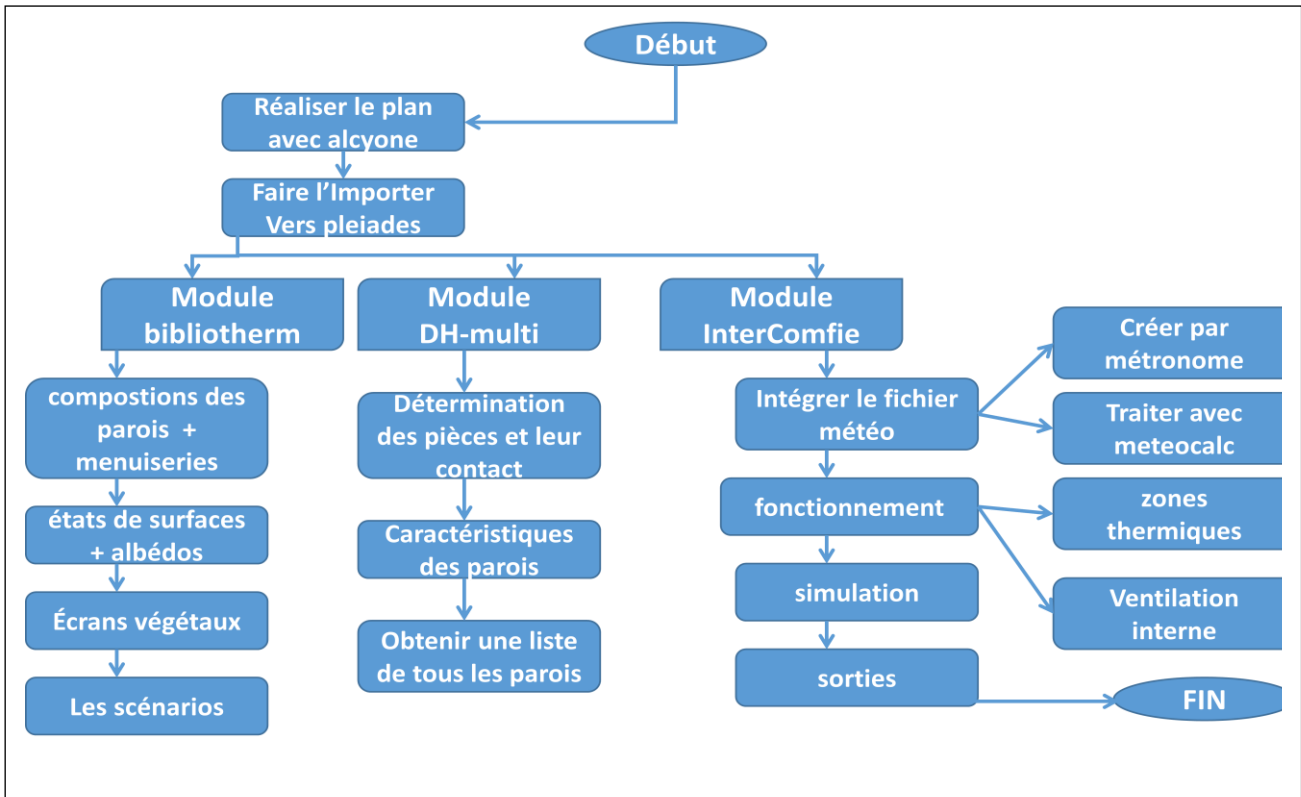 Début
Réaliser le plan
avec alcyone
Faire l’Importer
Vers pleiades
Module
bibliotherm
compostions des
parois +
menuiseries
états de surfaces
+ albédos
Écrans végétaux
Les scénarios
Module
DH-multi
Détermination
des pièces et leur
contact
Caractéristiques
des parois
Obtenir une liste
de tous les parois
Module
InterComfie
Intégrer le fichier
météo
fonctionnement
simulation
sorties
Créer par
métronome
Traiter avec
meteocalc
zones
thermiques
Ventilation
interne
FIN